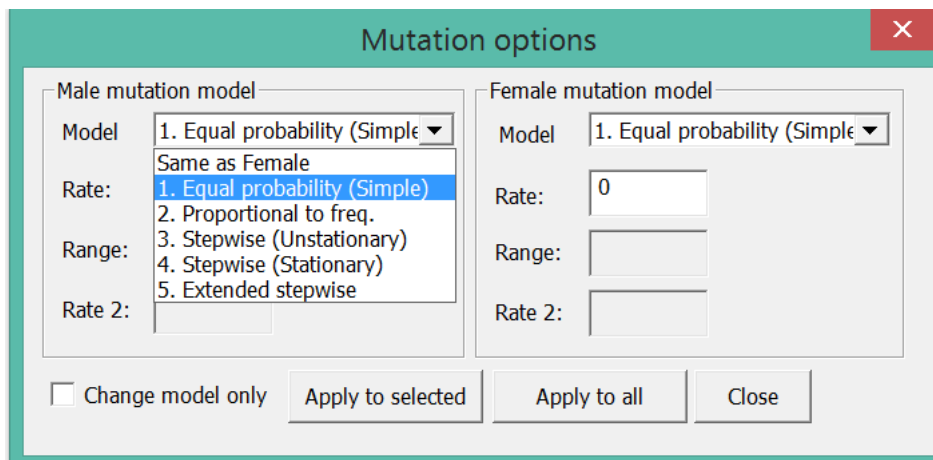 Mutation options
Male mutation model
Model 1. Equal probability (Simple
Same as Female
1. Equal probability (Simple)
2. Proportional to freq.
3. Stepwise (Unstationary)
4. Stepwise (Stationary)
5. Extended stepwise
Rate:
Range:
Rate 2:
Female mutation model
Model 1. Equal probability (Simple
Rate: 0
Range:
Rate 2:
Change model only Apply to selected Apply to all Close